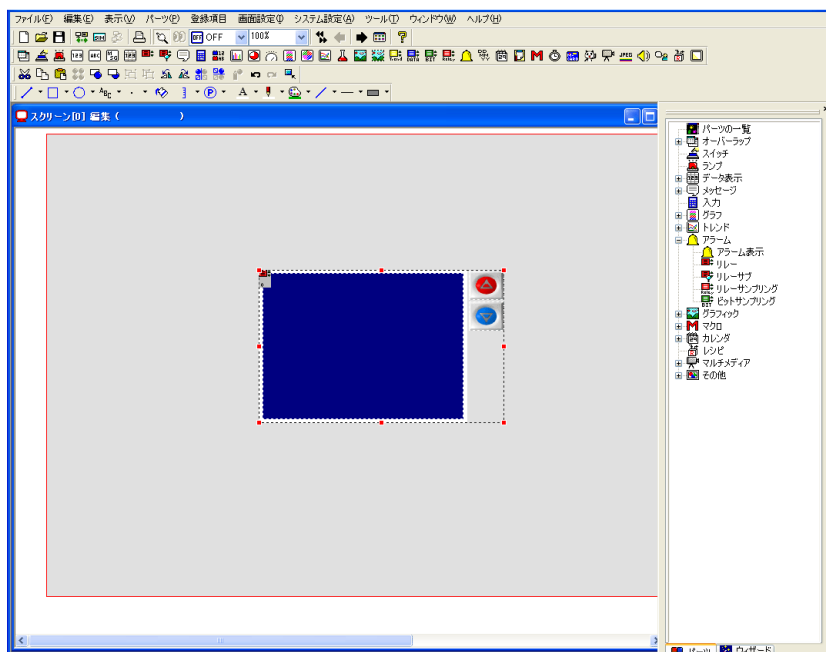 ファイル(F) 編集(E) 表示(V) パーツ(P) 登録項目 画面設定(I) システム設定(A) ツール(T) ウィンドウ(W) ヘルプ(H)
OFF 100%
ABC P A
スクリーン[0] 編集 ( )
パーツの一覧
オーバーラップ
スイッチ
ランプ
データ表示
メッセージ
入力
グラフ
トレンド
アラーム
アラーム表示
リレー
リレーサブ
リレーサンプリング
ビットサンプリング
グラフィック
マクロ
カレンダ
レシピ
マルチメディア
その他
パーツ ウィザード